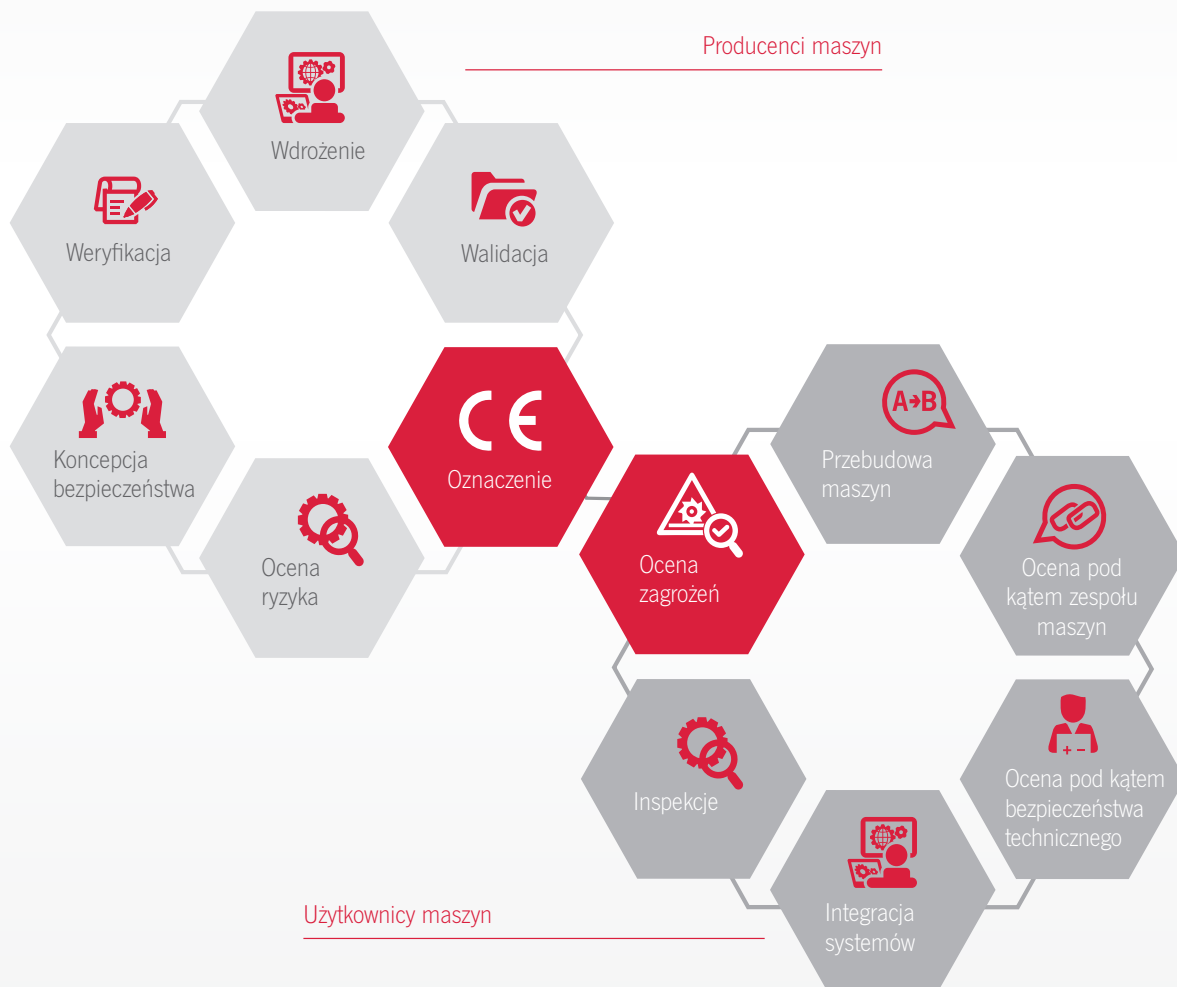 Producenci maszyn
Wdrożenie
Weryfikacja
Walidacja
Koncepcja
bezpieczeństwa
Ocena
ryzyka
CE
Oznaczenie
Ocena
zagrożeń
A→B
Przebudowa
maszyn
Ocena pod
kątem zespołu
maszyn
+ −
Ocena pod kątem
bezpieczeństwa
technicznego
Integracja
systemów
Inspekcje
Użytkownicy maszyn